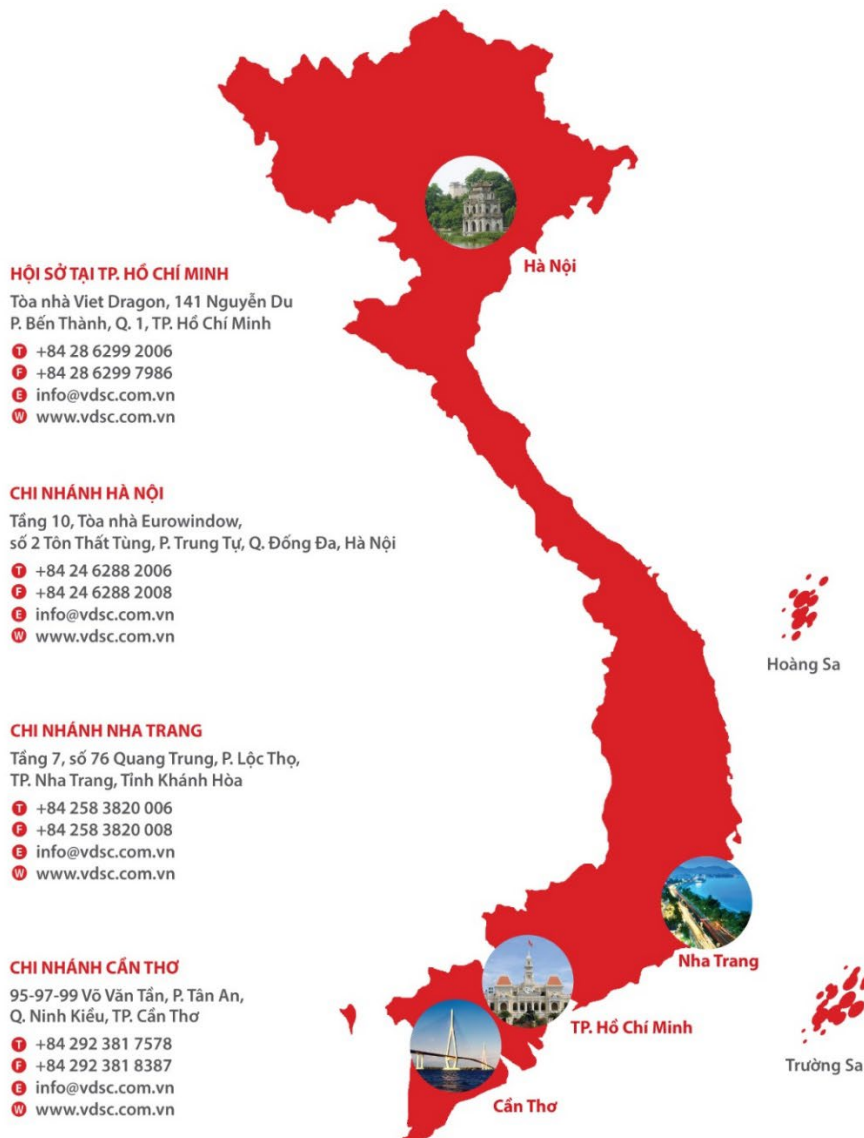 HỘI SỞ TẠI TP. HỒ CHÍ MINH
Tòa nhà Viet Dragon, 141 Nguyễn Du
P. Bến Thành, Q. 1, TP. Hồ Chí Minh
T +84 28 6299 2006
F +84 28 6299 7986
E info@vdsc.com.vn
W www.vdsc.com.vn
CHI NHÁNH HÀ NỘI
Tầng 10, Tòa nhà Eurowindow,
số 2 Tôn Thất Tùng, P. Trung Tự, Q. Đống Đa, Hà Nội
T +84 24 6288 2006
F +84 24 6288 2008
E info@vdsc.com.vn
W www.vdsc.com.vn
CHI NHÁNH NHA TRANG
Tầng 7, số 76 Quang Trung, P. Lộc Thọ,
TP. Nha Trang, Tỉnh Khánh Hòa
T +84 258 3820 006
F +84 258 3820 008
E info@vdsc.com.vn
W www.vdsc.com.vn
CHI NHÁNH CẦN THƠ
95-97-99 Võ Văn Tần, P. Tân An,
Q. Ninh Kiều, TP. Cần Thơ
T +84 292 381 7578
F +84 292 381 8387
E info@vdsc.com.vn
W www.vdsc.com.vn
Hà Nội
Hoàng Sa
Nha Trang
TP. Hồ Chí Minh
Trường Sa
Cần Thơ